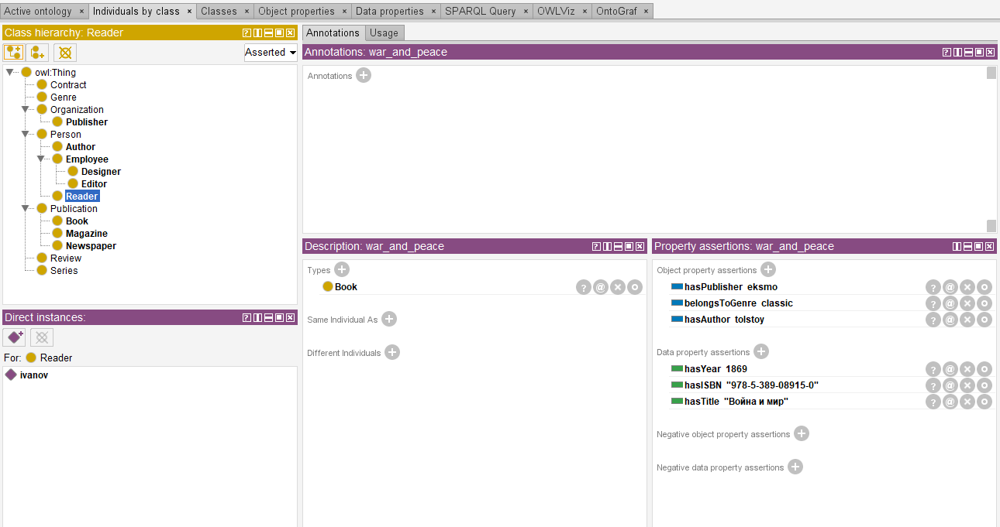 Active ontology × Individuals by class × Classes × Object properties × Data properties × SPARQL Query × OWLViz × OntoGraf ×
Class hierarchy: Reader
Asserted
owl:Thing
Contract
Genre
Organization
Publisher
Person
Author
Employee
Designer
Editor
Reader
Publication
Book
Magazine
Newspaper
Review
Series
Direct instances:
For: Reader
ivanov
Annotations Usage
Annotations: war_and_peace
Annotations
Description: war_and_peace
Types
Book
Same Individual As
Different Individuals
Property assertions: war_and_peace
Object property assertions
hasPublisher eksmo
belongsToGenre classic
hasAuthor tolstoy
Data property assertions
hasYear 1869
hasISBN "978-5-389-08915-0"
hasTitle "Война и мир"
Negative object property assertions
Negative data property assertions